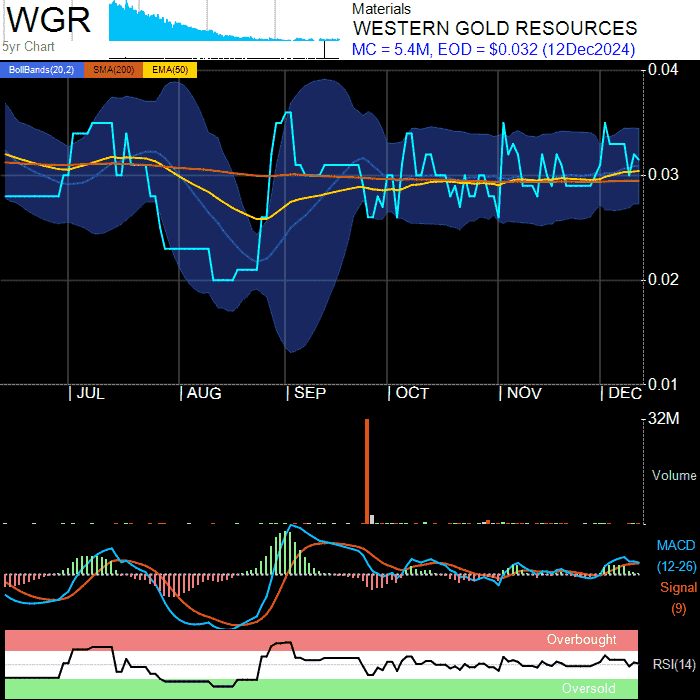 WGR
5yr Chart
Materials
WESTERN GOLD RESOURCES
MC = 5.4M, EOD = $0.032 (12Dec2024)
BollBands(20,2) SMA(200) EMA(50)
0.04
0.03
0.02
0.01
JUL AUG SEP OCT NOV DEC
32M
Volume
MACD
(12-26)
Signal
(9)
Overbought
RSI(14)
Oversold